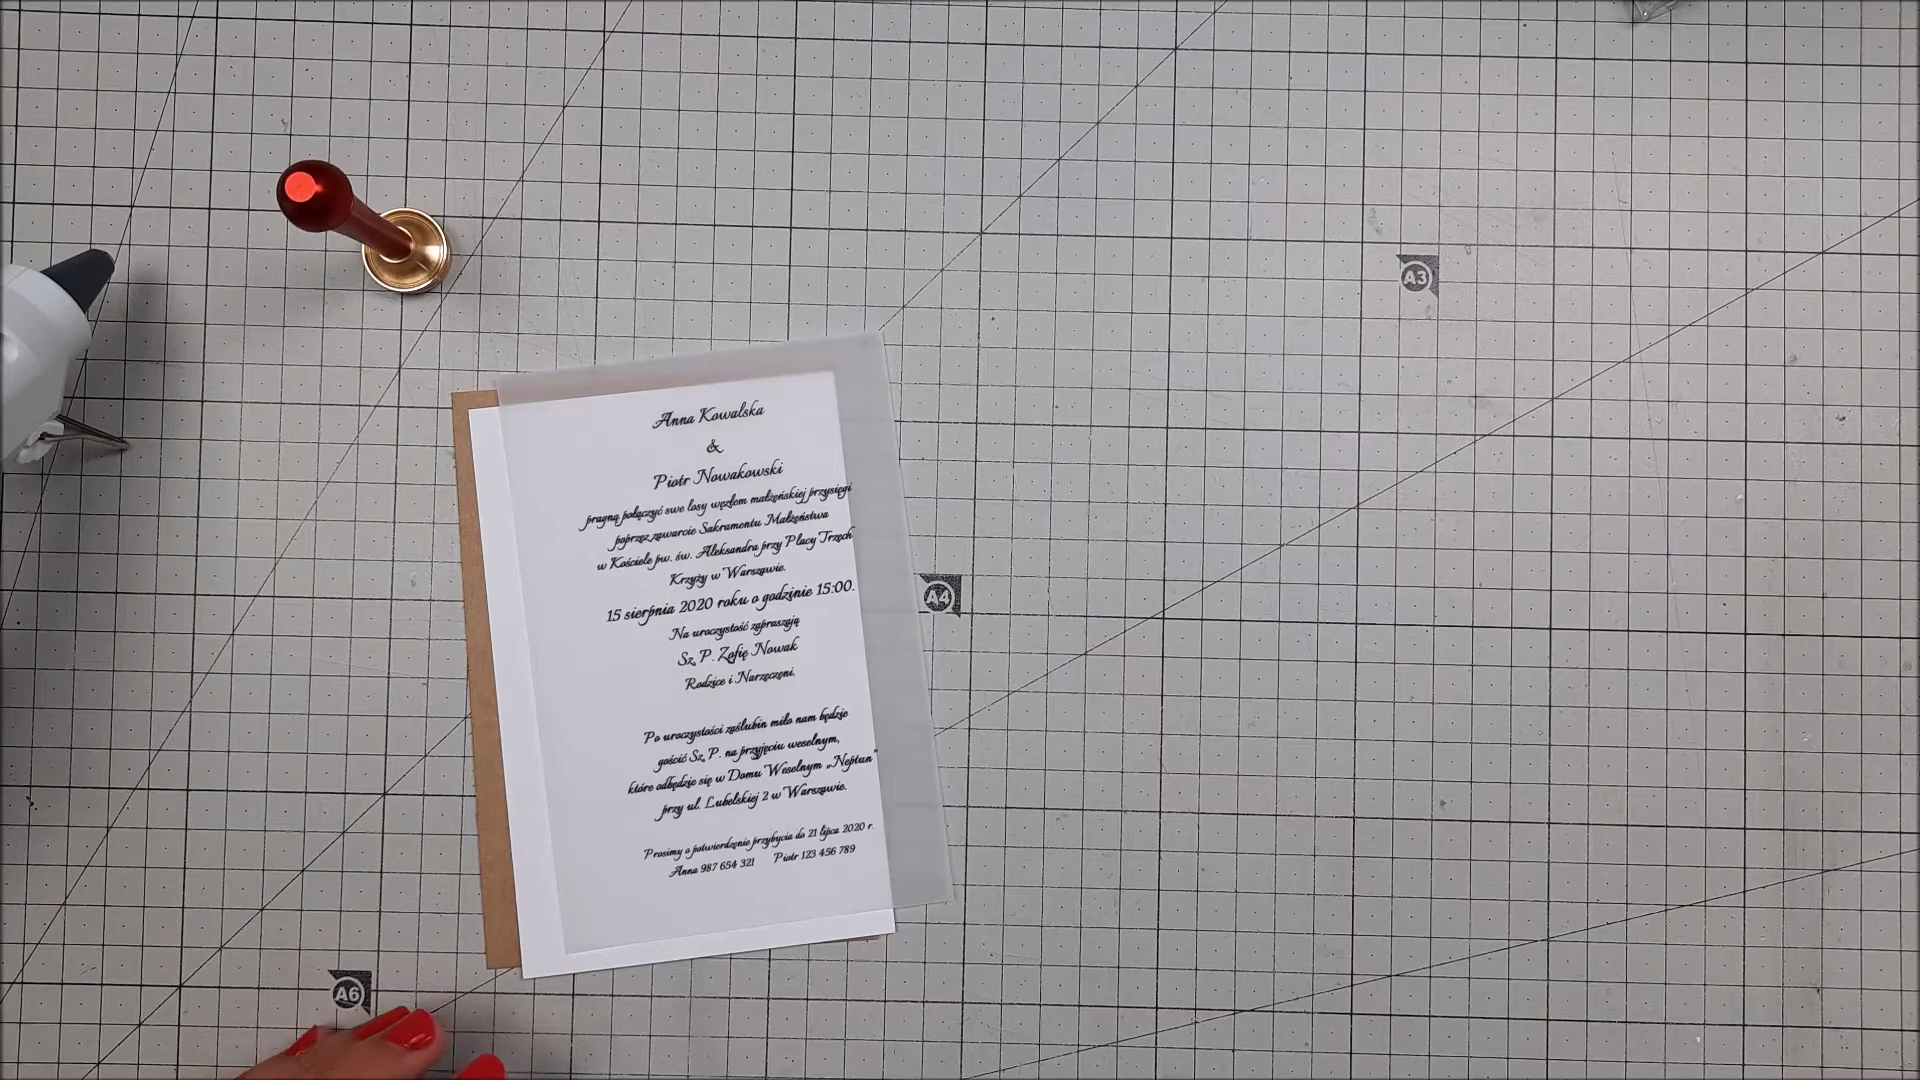 Anna Kowalska
&
Piotr Nowakowski
pragną połączyć swe losy węzłem małżeńskiej przysięgi
poprzez zawarcie Sakramentu Małżeństwa
w Kościele pw. św. Aleksandra przy Placy Trzech
Krzyży w Warszawie.
15 sierpnia 2020 roku o godzinie 15:00.
Na uroczystość zapraszają
Sz. P. Zofię Nowak
Rodzice i Narzeczeni.
Po uroczystości zaślubin miło nam będzie
gościć Sz. P. na przyjęciu weselnym,
które odbędzie się w Domu Weselnym „Neptun"
przy ul. Lubelskiej 2 w Warszawie.
Prosimy o potwierdzenie przybycia do 21 lipca 2020 r.
Anna 987 654 321 Piotr 123 456 789
A3
A4
A6